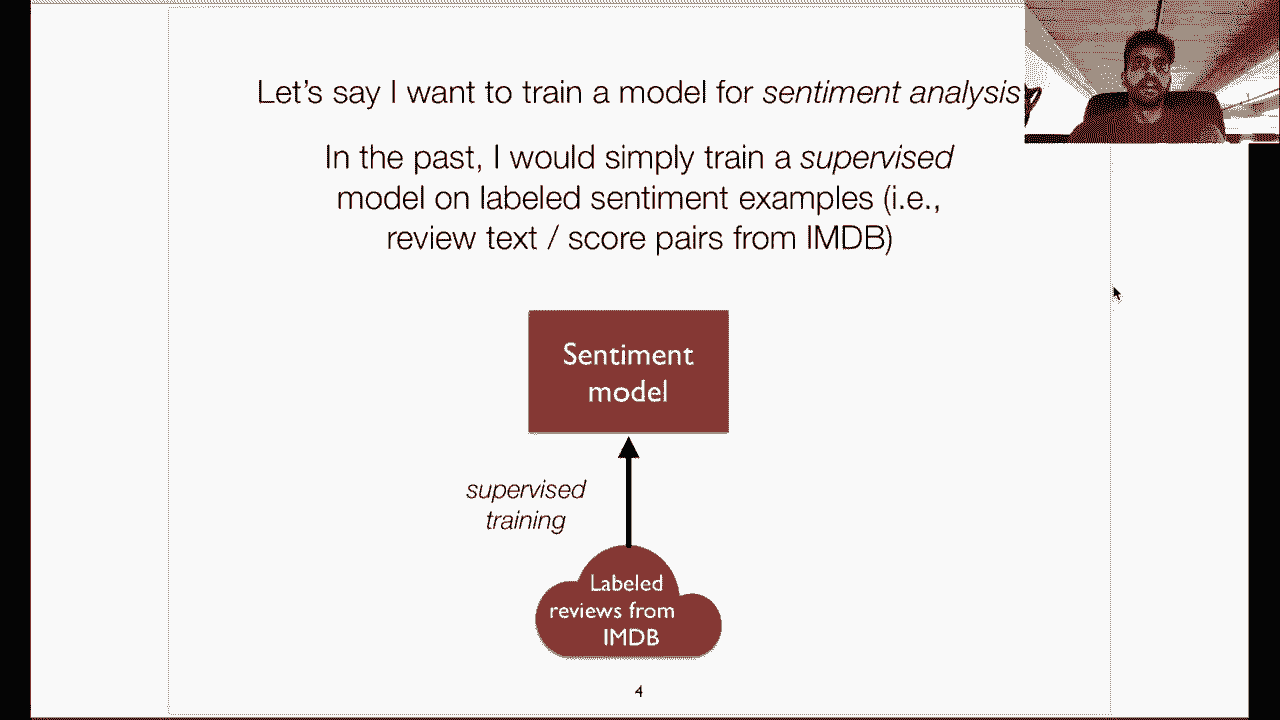 Let's say I want to train a model for sentiment analysis
In the past, I would simply train a supervised
model on labeled sentiment examples (i.e.,
review text / score pairs from IMDB)
Sentiment
model
supervised
training
Labeled
reviews from
IMDB
4